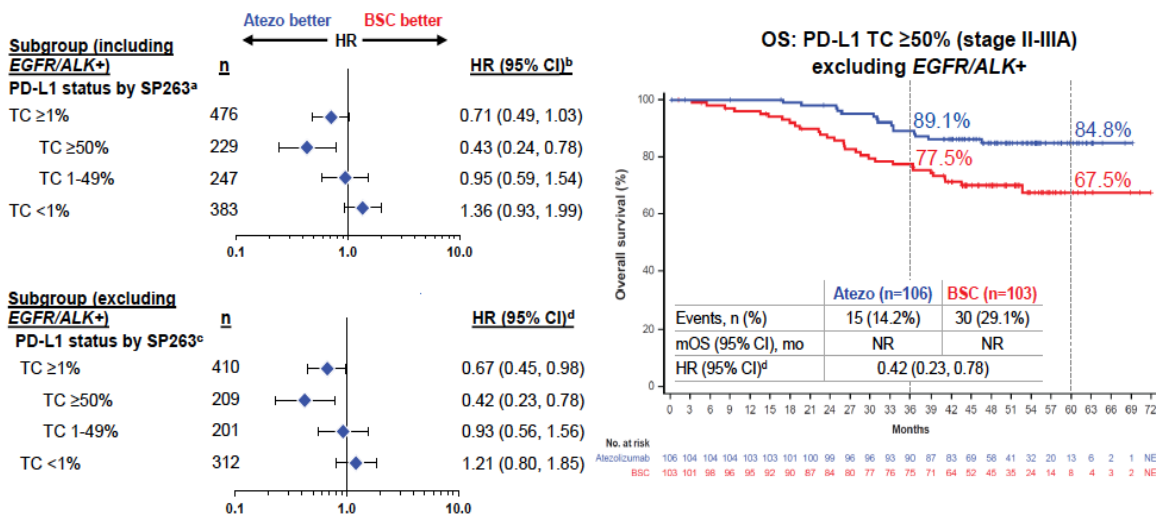 Atezo better BSC better
HR
Subgroup (including
EGFR/ALK+) n HR (95% CI)ᵇ
PD-L1 status by SP263ᵃ
TC ≥1% 476 0.71 (0.49, 1.03)
TC ≥50% 229 0.43 (0.24, 0.78)
TC 1-49% 247 0.95 (0.59, 1.54)
TC <1% 383 1.36 (0.93, 1.99)
0.1 1.0 10.0
Subgroup (excluding
EGFR/ALK+) n HR (95% CI)ᵈ
PD-L1 status by SP263ᶜ
TC ≥1% 410 0.67 (0.45, 0.98)
TC ≥50% 209 0.42 (0.23, 0.78)
TC 1-49% 201 0.93 (0.56, 1.56)
TC <1% 312 1.21 (0.80, 1.85)
0.1 1.0 10.0
OS: PD-L1 TC ≥50% (stage II-IIIA)
excluding EGFR/ALK+
Overall survival (%)
100
80
60
40
20
0
89.1% 84.8%
77.5% 67.5%
Atezo (n=106) BSC (n=103)
Events, n (%) 15 (14.2%) 30 (29.1%)
mOS (95% CI), mo NR NR
HR (95% CI)ᵈ 0.42 (0.23, 0.78)
0 3 6 9 12 15 18 21 24 27 30 33 36 39 42 45 48 51 54 57 60 63 66 69 72
Months
No. at risk
Atezolizumab 106 104 104 104 103 103 101 100 99 96 96 93 90 87 83 69 58 41 32 20 13 6 2 1 NE
BSC 103 101 98 96 95 92 90 87 84 80 77 76 75 71 64 52 45 35 24 14 8 4 3 2 NE